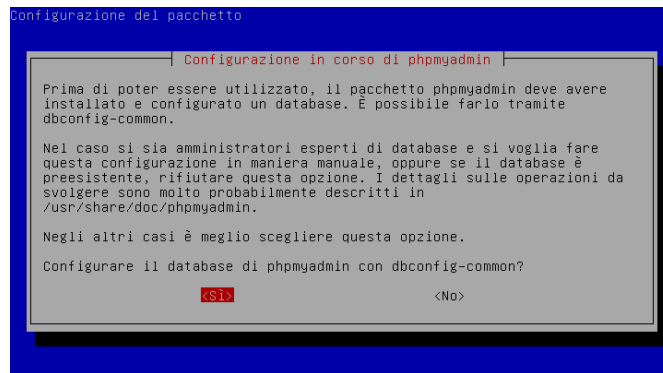 Configurazione del pacchetto
Configurazione in corso di phpmyadmin
Prima di poter essere utilizzato, il pacchetto phpmyadmin deve avere
installato e configurato un database. È possibile farlo tramite
dbconfig-common.
Nel caso si sia amministratori esperti di database e si voglia fare
questa configurazione in maniera manuale, oppure se il database è
preesistente, rifiutare questa opzione. I dettagli sulle operazioni da
svolgere sono molto probabilmente descritti in
/usr/share/doc/phpmyadmin.
Negli altri casi è meglio scegliere questa opzione.
Configurare il database di phpmyadmin con dbconfig-common?
<Sì> <No>